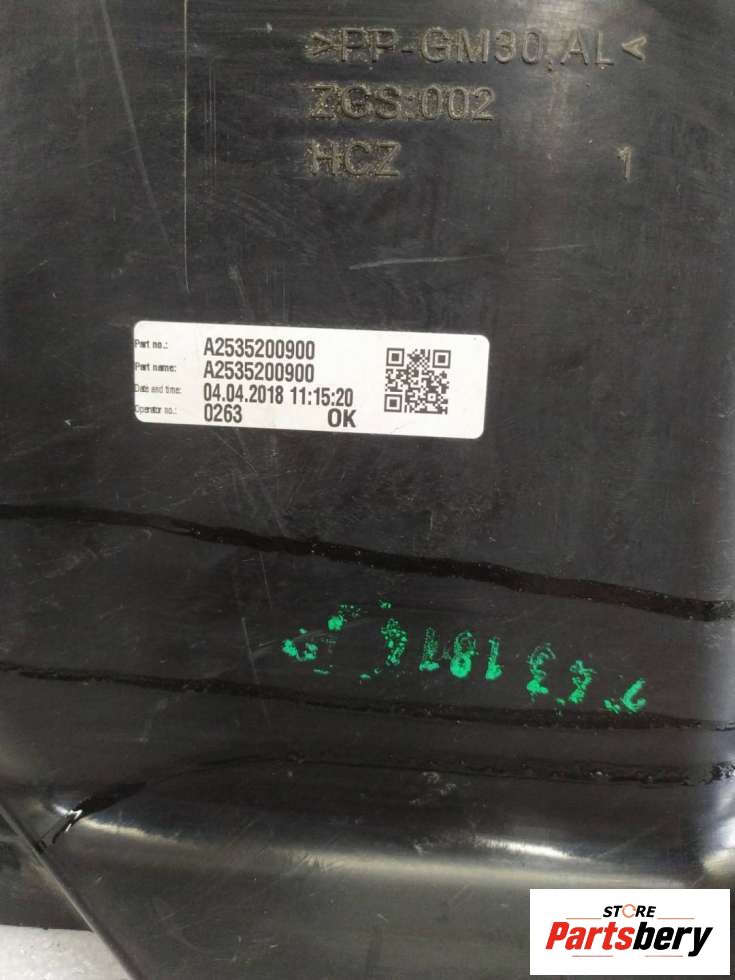 >PP-GM30,AL<
ZGS:002
HCZ 1
Part no.: A2535200900
Part name: A2535200900
Date and time: 04.04.2018 11:15:20
Operator no.: 0263 OK
STORE
Partsbery